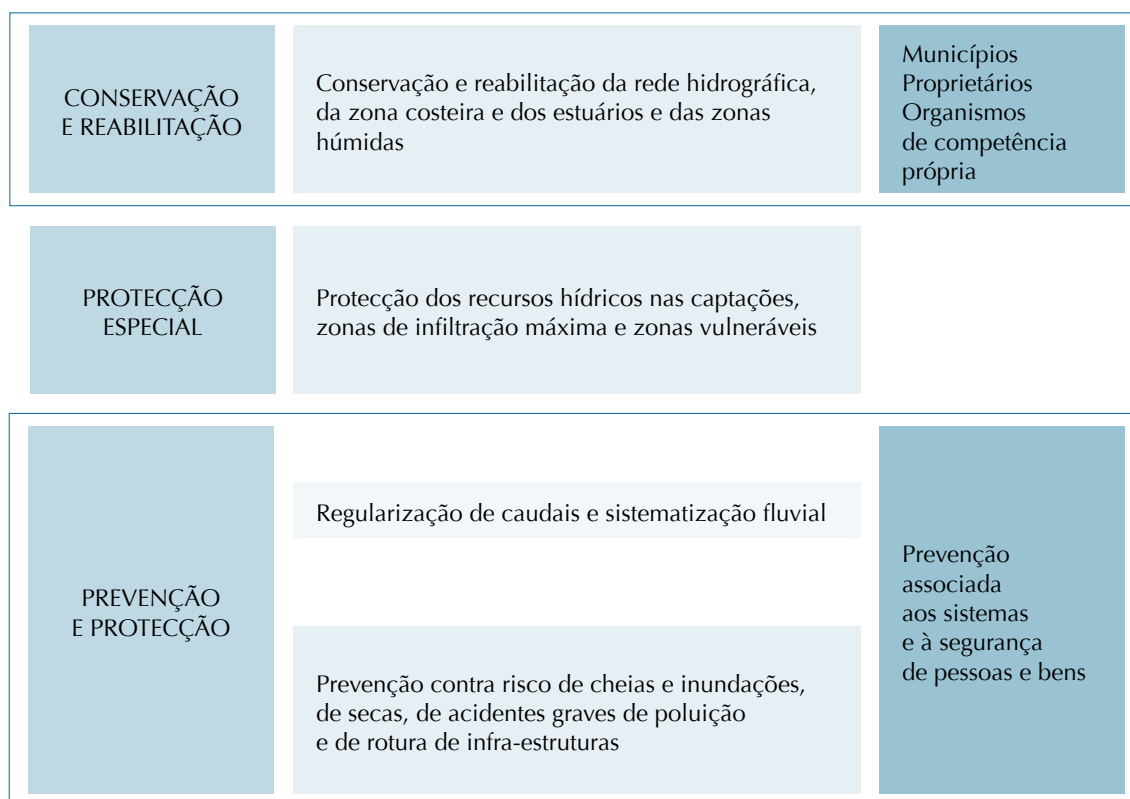 CONSERVAÇÃO
E REABILITAÇÃO
Conservação e reabilitação da rede hidrográfica,
da zona costeira e dos estuários e das zonas
húmidas
Municípios
Proprietários
Organismos
de competência
própria
PROTECÇÃO
ESPECIAL
Protecção dos recursos hídricos nas captações,
zonas de infiltração máxima e zonas vulneráveis
PREVENÇÃO
E PROTECÇÃO
Regularização de caudais e sistematização fluvial
Prevenção contra risco de cheias e inundações,
de secas, de acidentes graves de poluição
e de rotura de infra-estruturas
Prevenção
associada
aos sistemas
e à segurança
de pessoas e bens